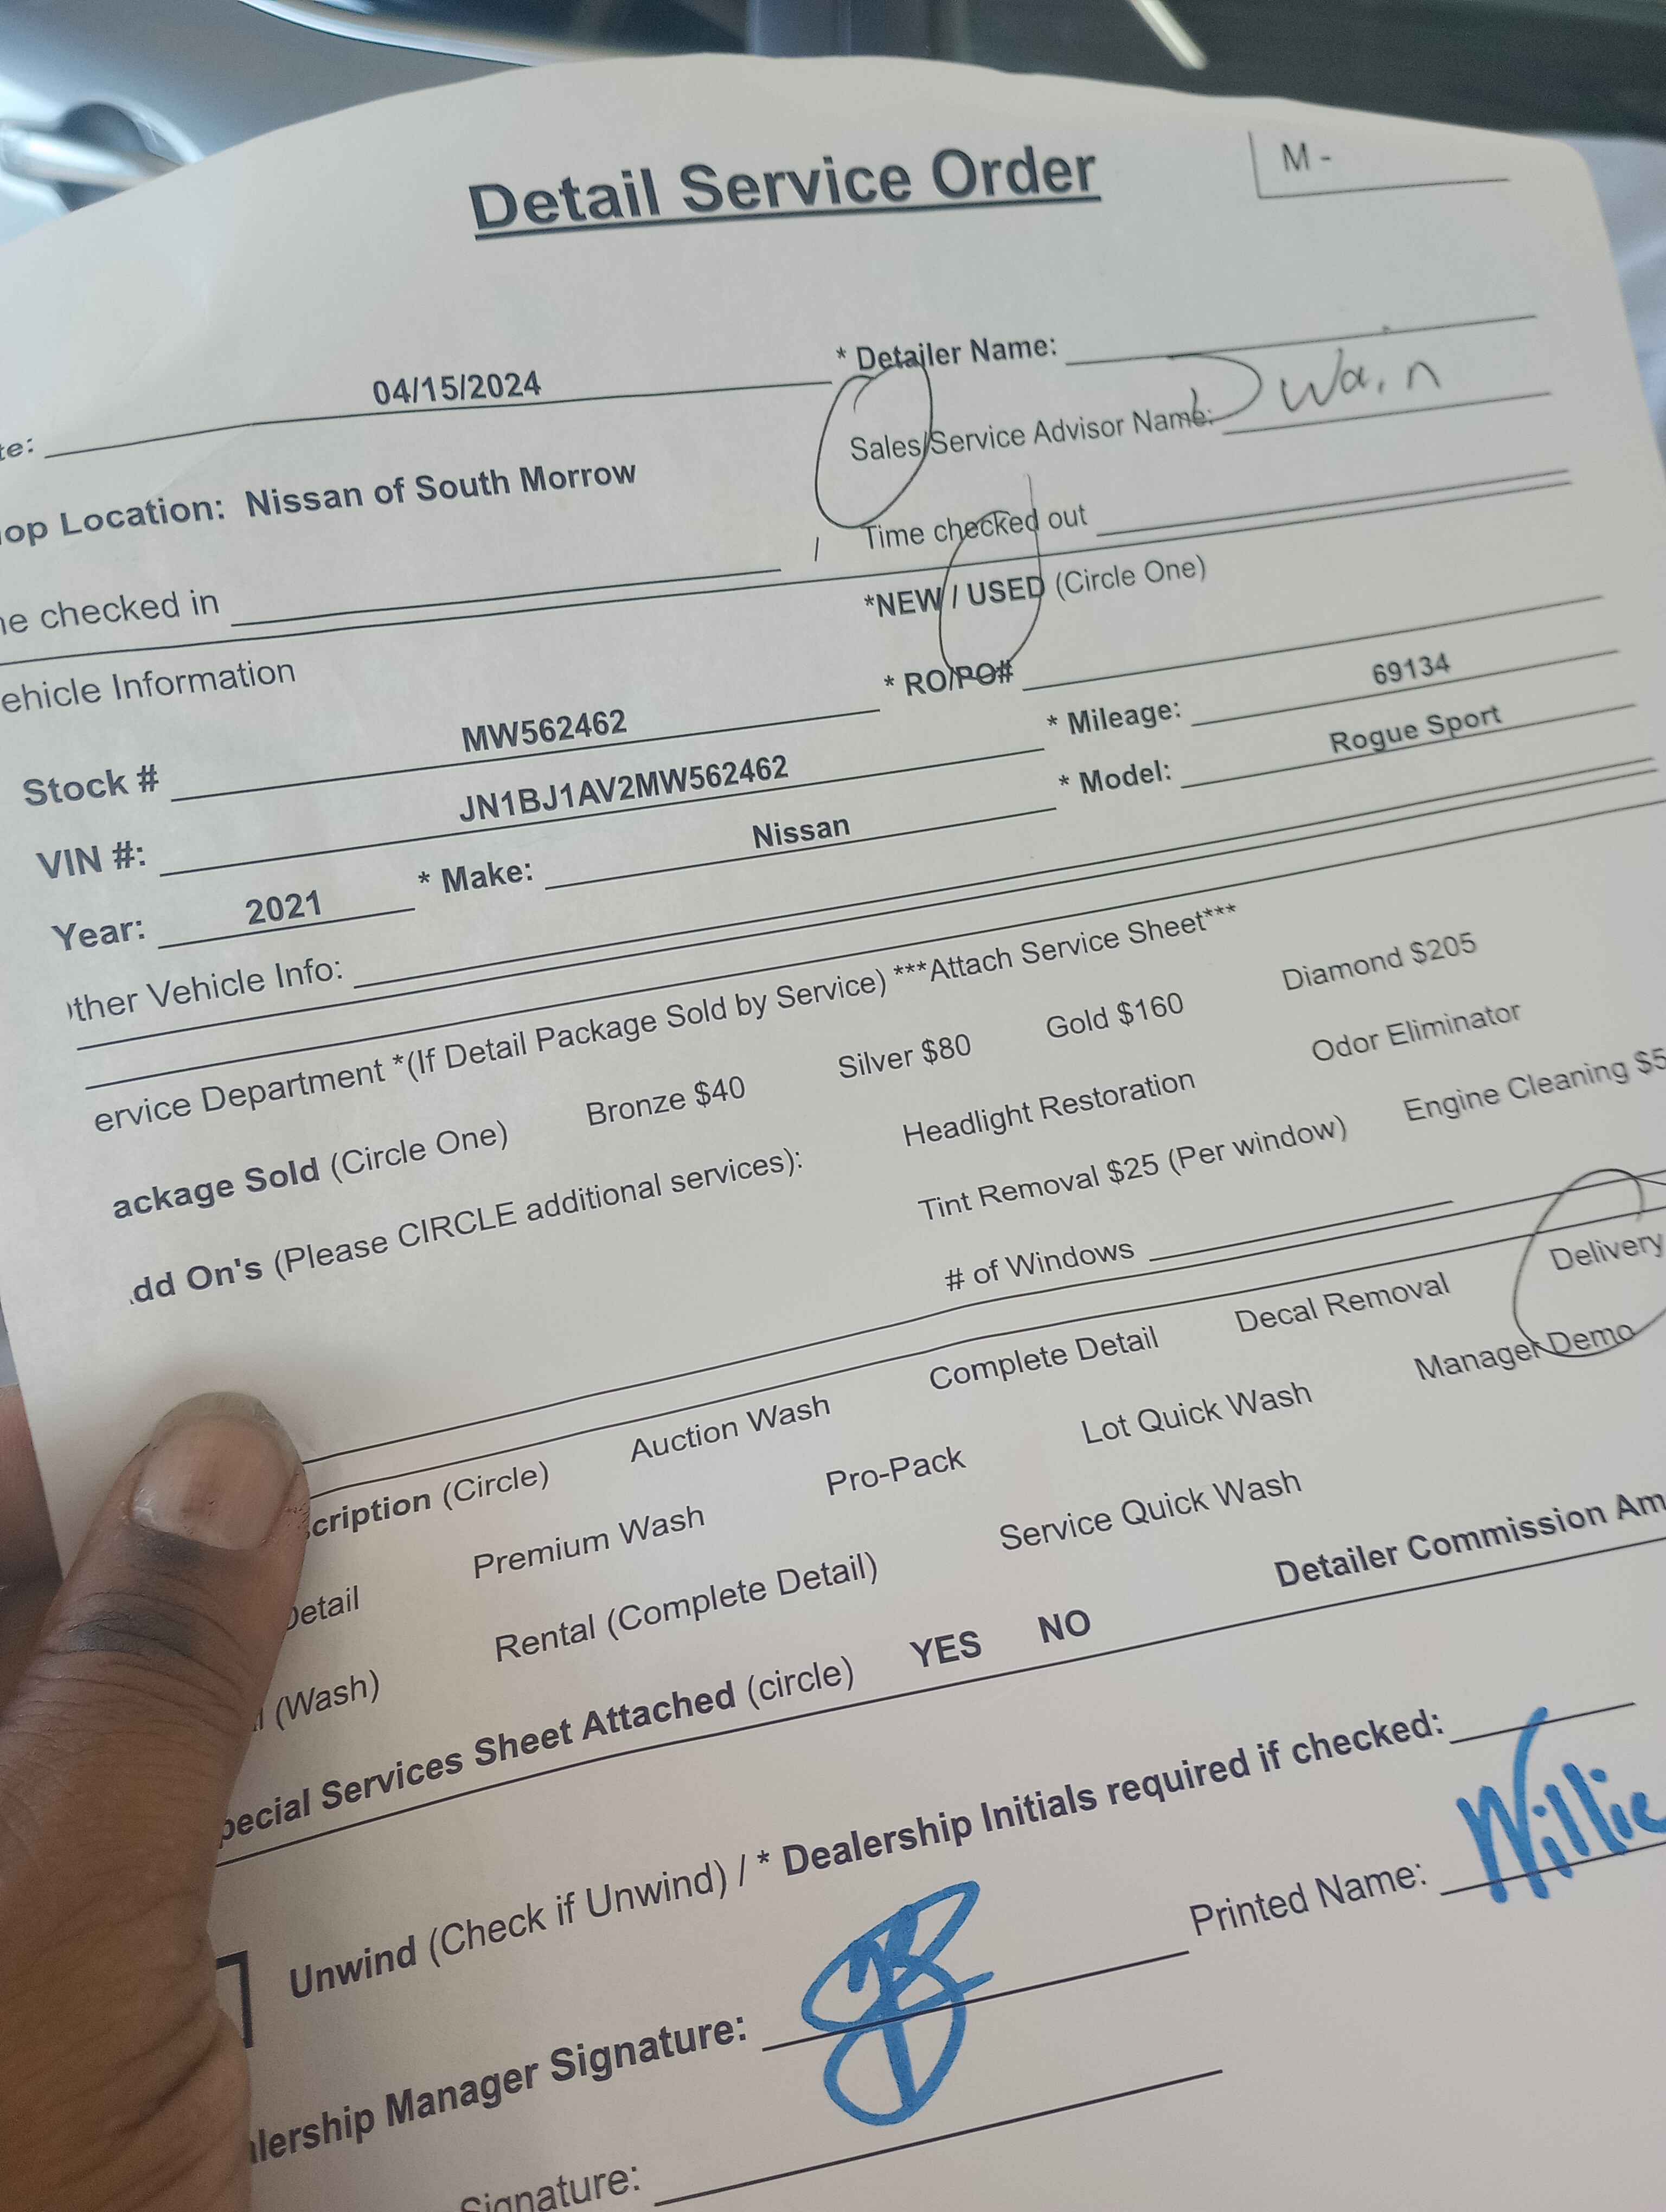 Detail Service Order
M -
te: 04/15/2024
* Detailer Name:
op Location: Nissan of South Morrow
Sales/Service Advisor Name: Dwain
e checked in
/ Time checked out
ehicle Information
*NEW / USED (Circle One)
Stock # MW562462
* RO/PO#
VIN #: JN1BJ1AV2MW562462
* Mileage: 69134
Year: 2021 * Make: Nissan
* Model: Rogue Sport
ther Vehicle Info:
ervice Department *(If Detail Package Sold by Service) ***Attach Service Sheet***
ackage Sold (Circle One) Bronze $40 Silver $80 Gold $160 Diamond $205
dd On's (Please CIRCLE additional services): Headlight Restoration Odor Eliminator
Tint Removal $25 (Per window) Engine Cleaning $5
# of Windows
cription (Circle) Auction Wash Complete Detail Decal Removal Delivery
etail Premium Wash Pro-Pack Lot Quick Wash Manager Demo
(Wash) Rental (Complete Detail) Service Quick Wash
pecial Services Sheet Attached (circle) YES NO Detailer Commission Am
Unwind (Check if Unwind) / * Dealership Initials required if checked:
lership Manager Signature: Printed Name: Willie
Signature: